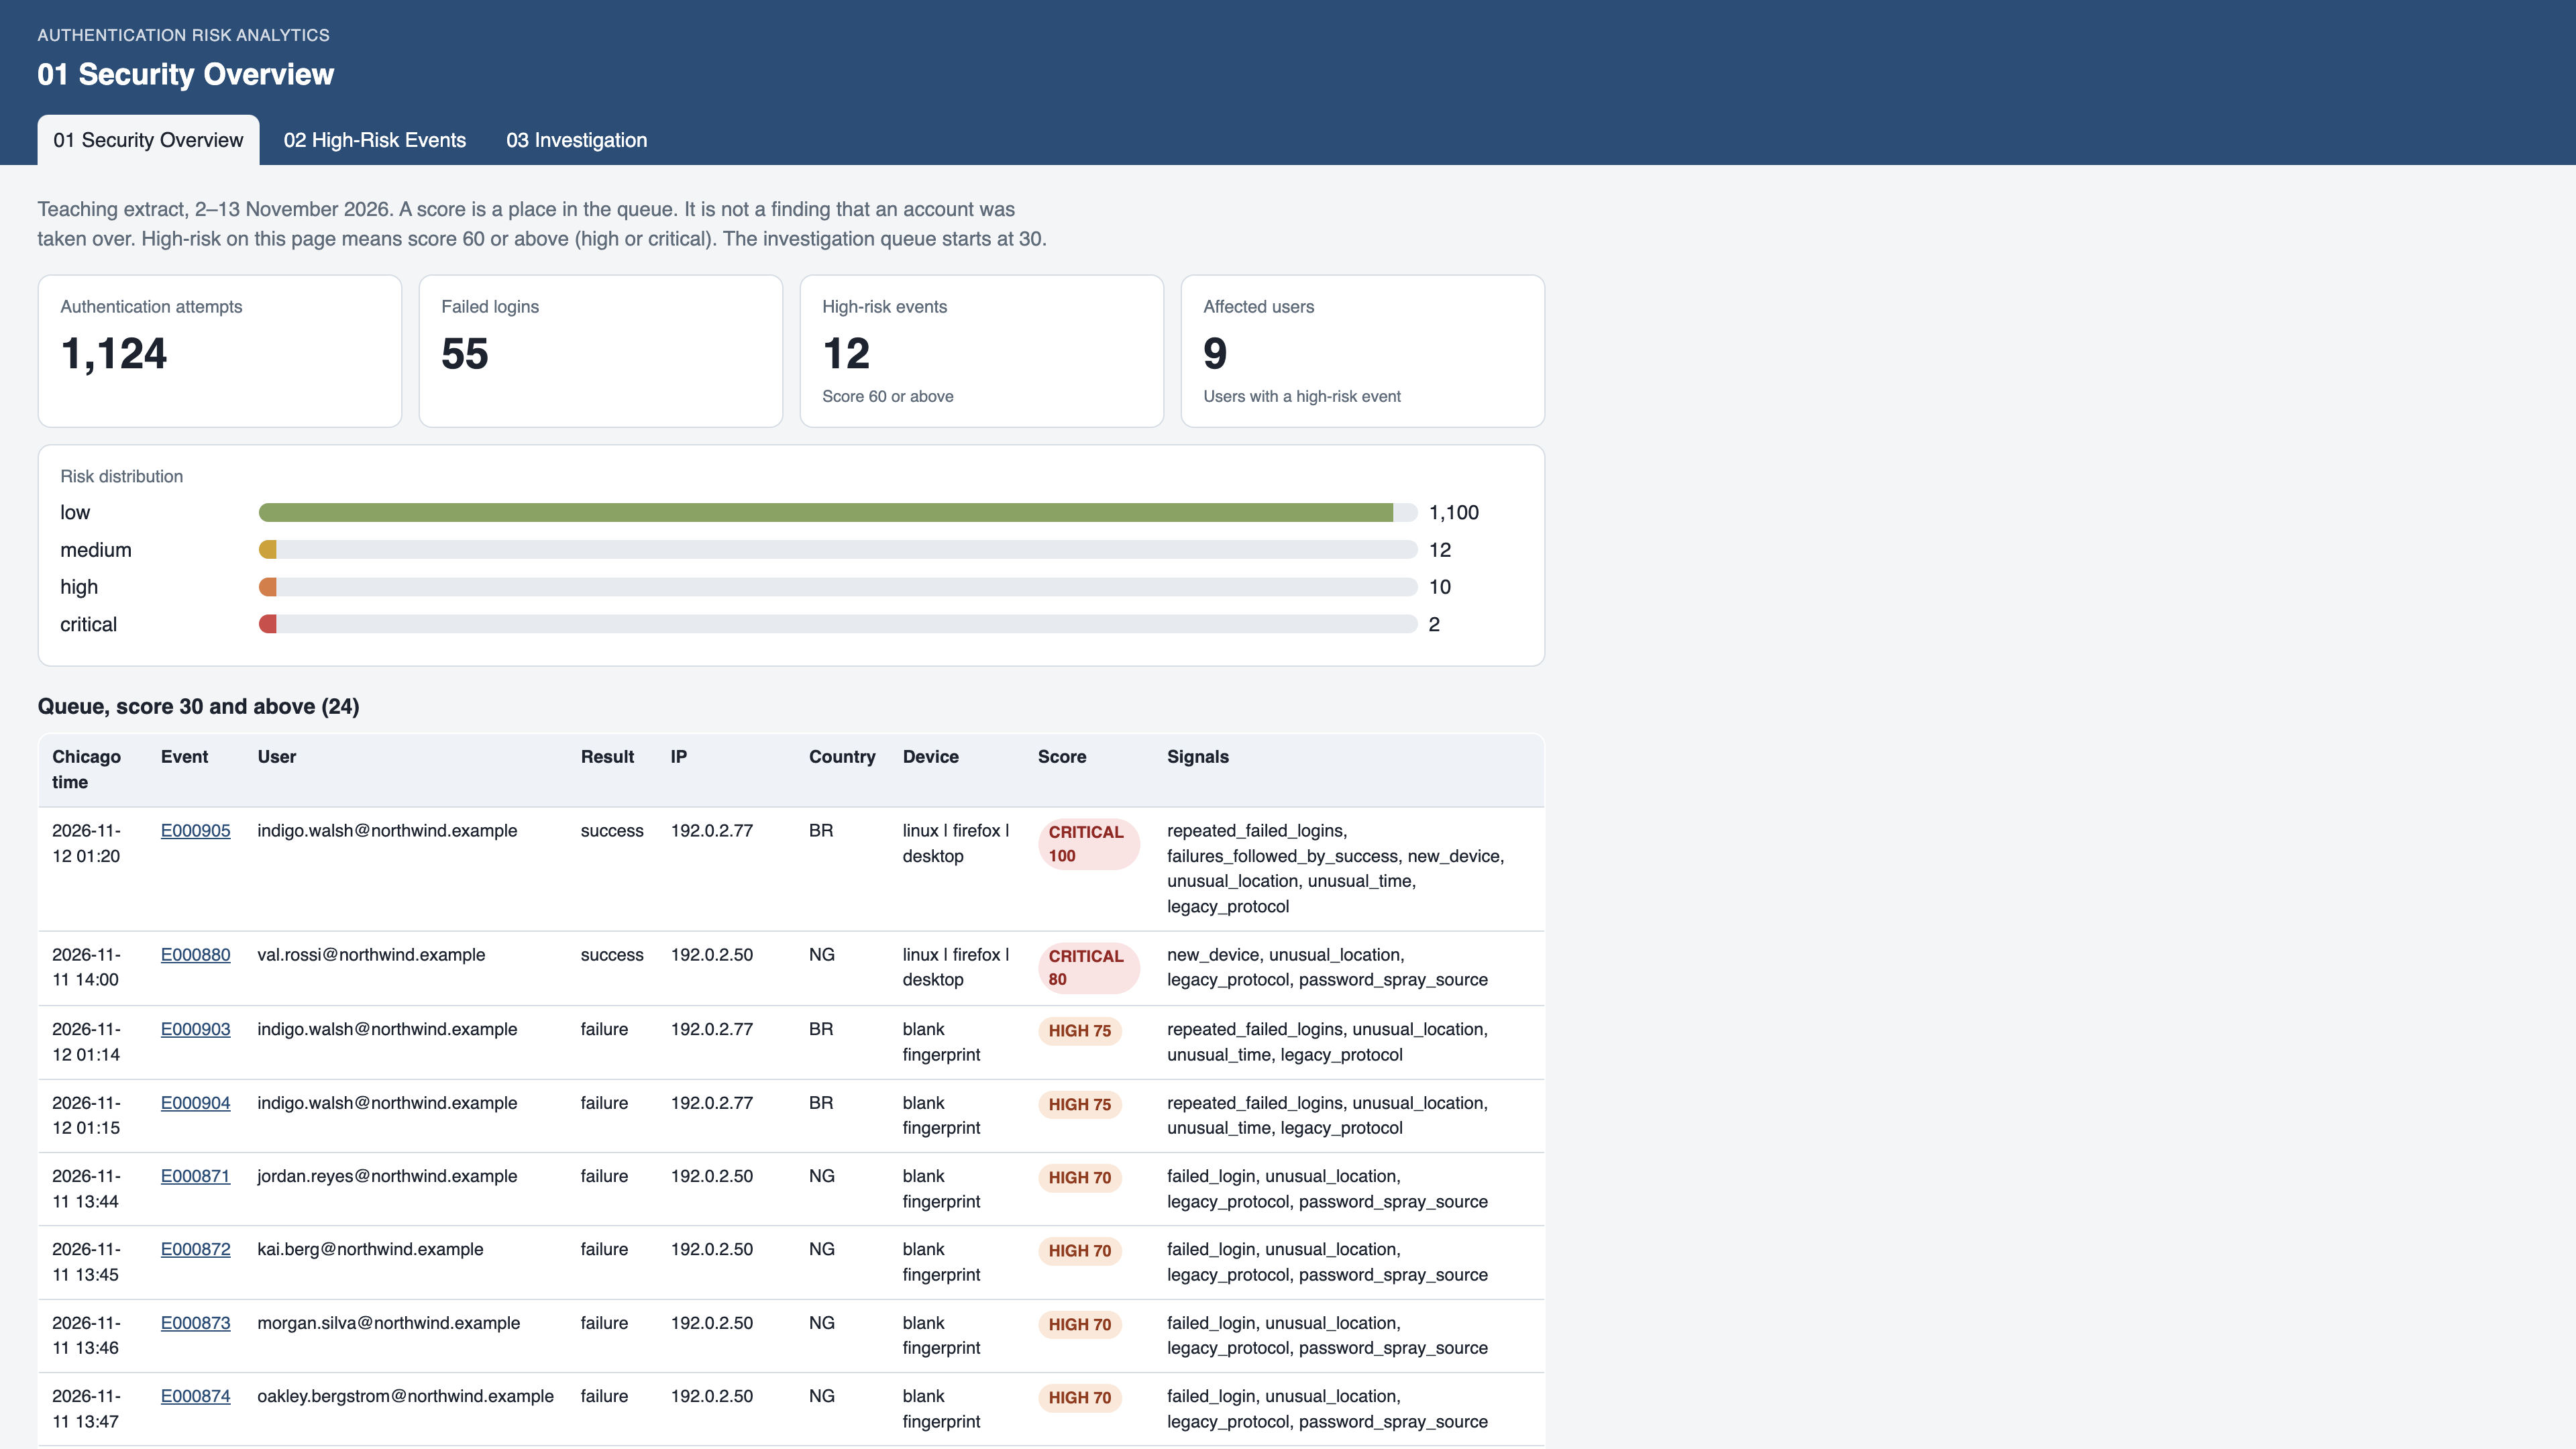 AUTHENTICATION RISK ANALYTICS
01 Security Overview
01 Security Overview
02 High-Risk Events
03 Investigation
Teaching extract, 2–13 November 2026. A score is a place in the queue. It is not a finding that an account was
taken over. High-risk on this page means score 60 or above (high or critical). The investigation queue starts at 30.
Authentication attempts
1,124
Failed logins
55
High-risk events
12
Score 60 or above
Affected users
9
Users with a high-risk event
Risk distribution
low 1,100
medium 12
high 10
critical 2
Queue, score 30 and above (24)
Chicago Event User Result IP Country Device Score Signals
time
2026-11- E000905 indigo.walsh@northwind.example success 192.0.2.77 BR linux | firefox | CRITICAL repeated_failed_logins,
12 01:20 desktop 100 failures_followed_by_success, new_device,
unusual_location, unusual_time,
legacy_protocol
2026-11- E000880 val.rossi@northwind.example success 192.0.2.50 NG linux | firefox | CRITICAL new_device, unusual_location,
11 14:00 desktop 80 legacy_protocol, password_spray_source
2026-11- E000903 indigo.walsh@northwind.example failure 192.0.2.77 BR blank HIGH 75 repeated_failed_logins, unusual_location,
12 01:14 fingerprint unusual_time, legacy_protocol
2026-11- E000904 indigo.walsh@northwind.example failure 192.0.2.77 BR blank HIGH 75 repeated_failed_logins, unusual_location,
12 01:15 fingerprint unusual_time, legacy_protocol
2026-11- E000871 jordan.reyes@northwind.example failure 192.0.2.50 NG blank HIGH 70 failed_login, unusual_location,
11 13:44 fingerprint legacy_protocol, password_spray_source
2026-11- E000872 kai.berg@northwind.example failure 192.0.2.50 NG blank HIGH 70 failed_login, unusual_location,
11 13:45 fingerprint legacy_protocol, password_spray_source
2026-11- E000873 morgan.silva@northwind.example failure 192.0.2.50 NG blank HIGH 70 failed_login, unusual_location,
11 13:46 fingerprint legacy_protocol, password_spray_source
2026-11- E000874 oakley.bergstrom@northwind.example failure 192.0.2.50 NG blank HIGH 70 failed_login, unusual_location,
11 13:47 fingerprint legacy_protocol, password_spray_source